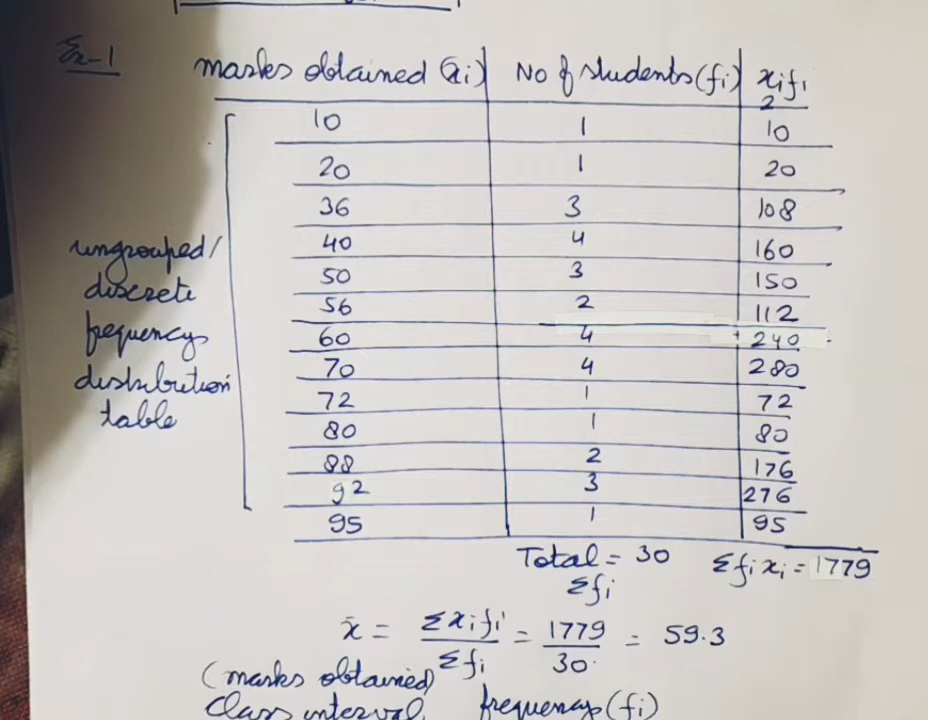 Ex-1
marks obtained (xi) No of students (fi) xifi
2
10 1 10
20 1 20
36 3 108
40 4 160
50 3 150
56 2 112
60 4 240
70 4 280
72 1 72
80 1 80
88 2 176
92 3 276
95 1 95
ungrouped/
discrete
frequency
distribution
table
Total = 30 Σfixi = 1779
Σfi
x̄ = Σxifi / Σfi = 1779 / 30 = 59.3
(marks obtained)
Class interval frequency (fi)